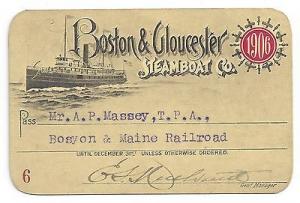 Boston & Gloucester
1906
STEAMBOAT CO.
Pass
Mr. A.P. Massey, T.P.A.,
Bosyon & Maine Railroad
UNTIL DECEMBER 31ST UNLESS OTHERWISE ORDERED.
6
Gen'l Manager